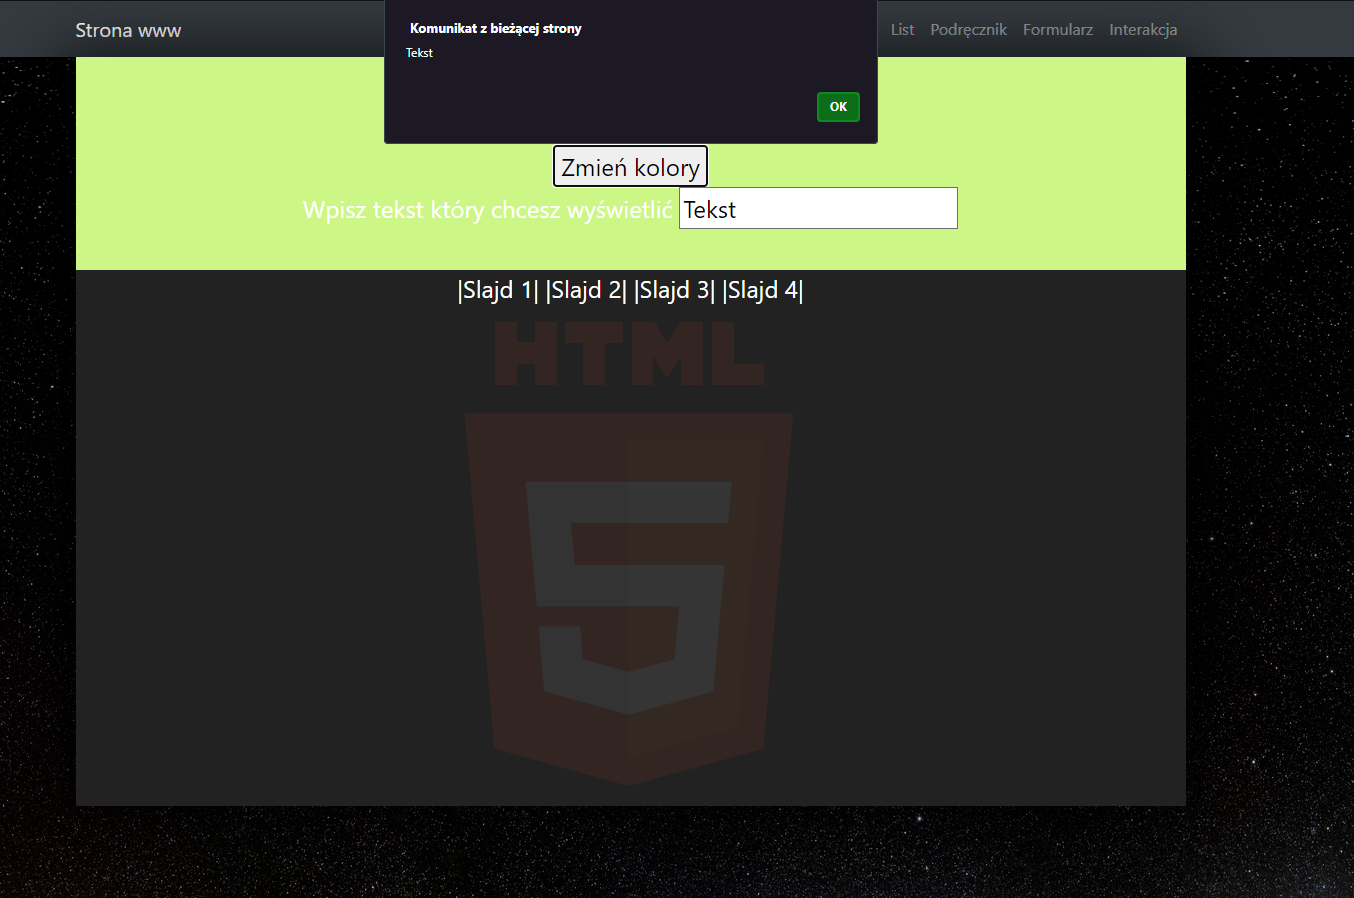 Strona www
List Podręcznik Formularz Interakcja
Komunikat z bieżącej strony
Tekst
OK
Zmień kolory
Wpisz tekst który chcesz wyświetlić Tekst
|Slajd 1| |Slajd 2| |Slajd 3| |Slajd 4|
HTML
5